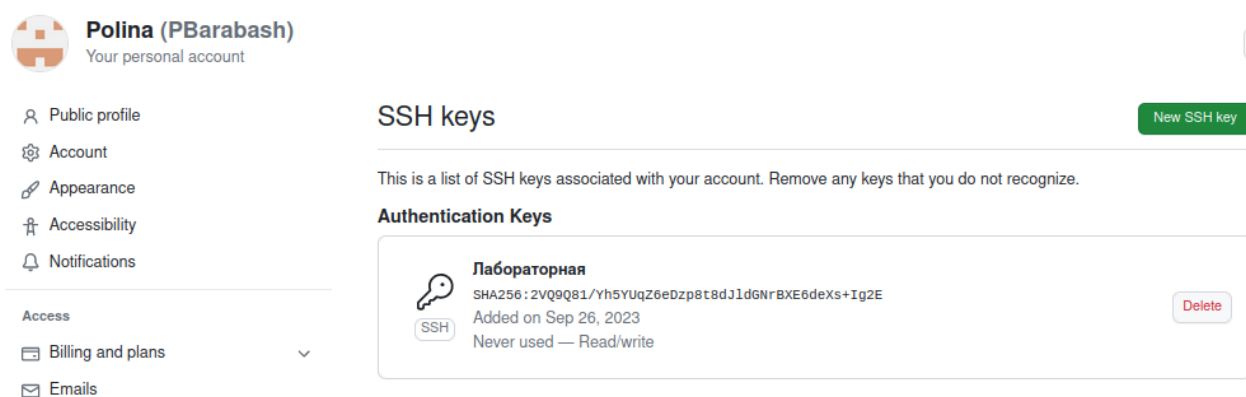 Polina (PBarabash)
Your personal account
Public profile
Account
Appearance
Accessibility
Notifications
Access
Billing and plans
Emails
SSH keys
New SSH key
This is a list of SSH keys associated with your account. Remove any keys that you do not recognize.
Authentication Keys
Лабораторная
SHA256:2VQ9Q81/Yh5YUqZ6eDzp8t8dJldGNrBXE6deXs+Ig2E
Added on Sep 26, 2023
Never used — Read/write
SSH
Delete